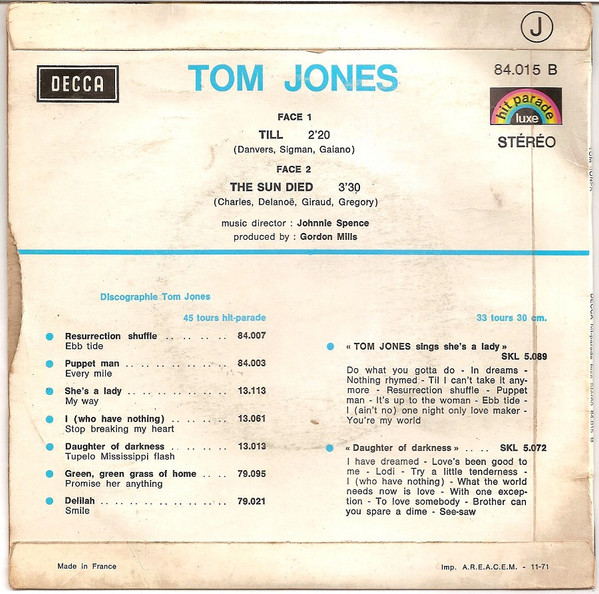 J
DECCA
TOM JONES
84.015 B
hit parade
luxe
STÉRÉO
FACE 1
TILL 2'20
(Danvers, Sigman, Gaiano)
FACE 2
THE SUN DIED 3'30
(Charles, Delanoë, Giraud, Gregory)
music director : Johnnie Spence
produced by : Gordon Mills
Discographie Tom Jones
45 tours hit-parade
Resurrection shuffle . . . . . . 84.007
Ebb tide
Puppet man . . . . . . . . . . . 84.003
Every mile
She's a lady . . . . . . . . . . . 13.113
My way
I (who have nothing) . . . . . . 13.061
Stop breaking my heart
Daughter of darkness . . . . . . 13.013
Tupelo Mississippi flash
Green, green grass of home . . . 79.095
Promise her anything
Delilah . . . . . . . . . . . . . 79.021
Smile
33 tours 30 cm.
« TOM JONES sings she's a lady »
SKL 5.089
Do what you gotta do - In dreams -
Nothing rhymed - Til I can't take it any-
more - Resurrection shuffle - Puppet
man - It's up to the woman - Ebb tide -
I (ain't no) one night only love maker -
You're my world
« Daughter of darkness » . . . . SKL 5.072
I have dreamed - Love's been good to
me - Lodi - Try a little tenderness -
I (who have nothing) - What the world
needs now is love - With one excep-
tion - To love somebody - Brother can
you spare a dime - See-saw
Made in France
Imp. A.R.E.A.C.E.M. - 11-71
TOM JONES